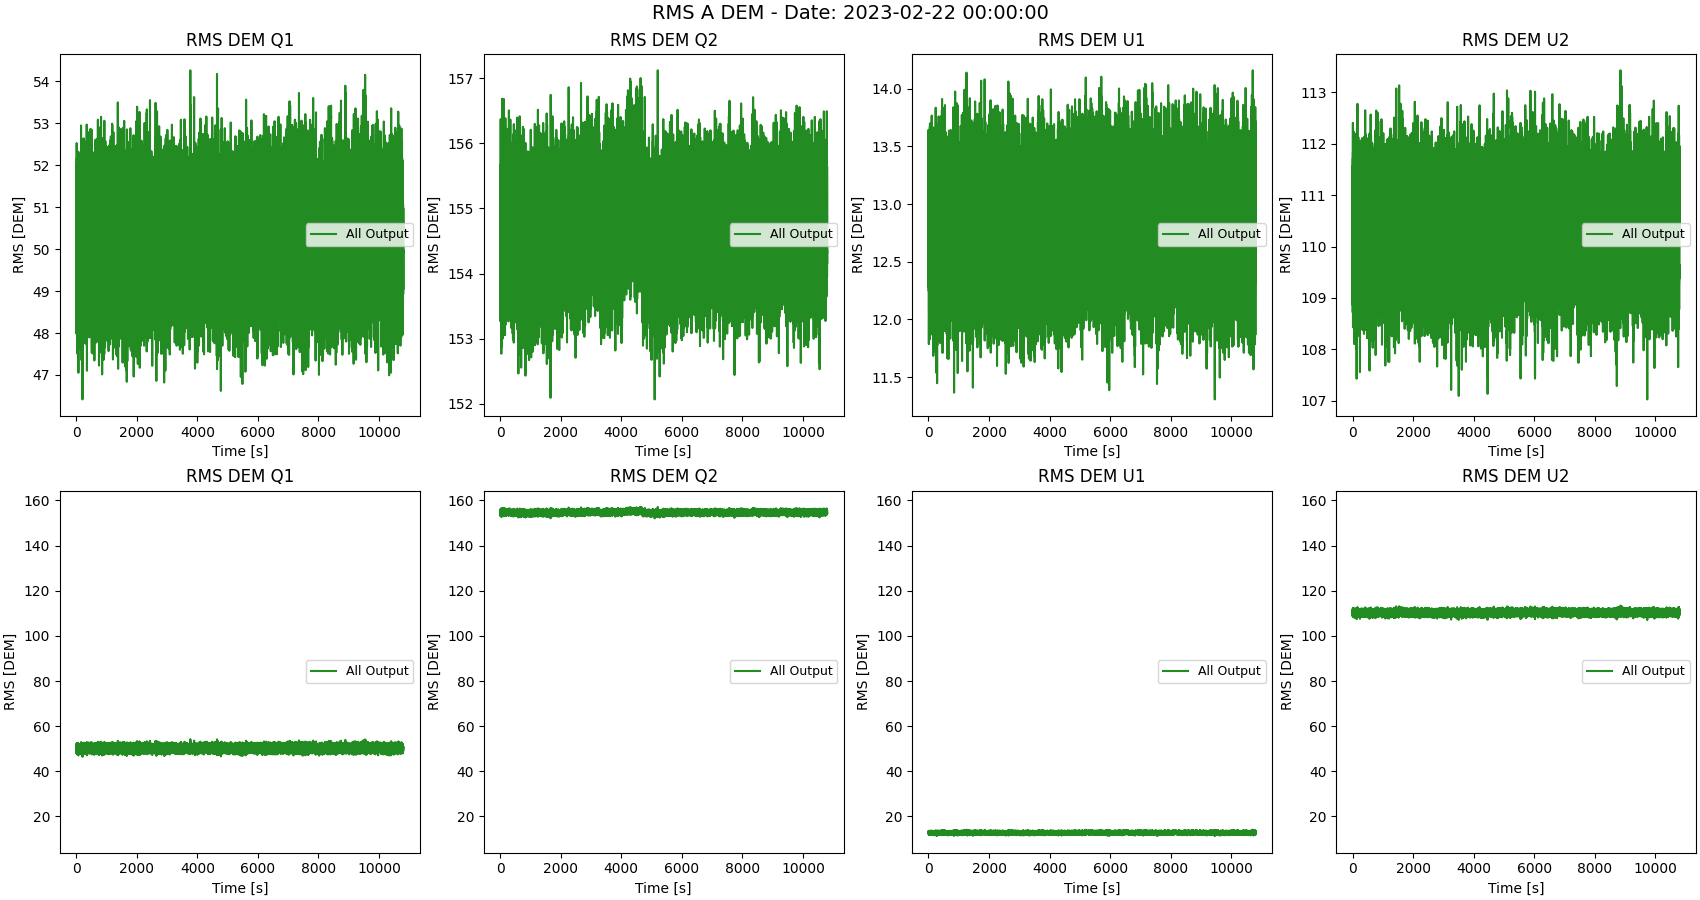 RMS A DEM - Date: 2023-02-22 00:00:00
RMS DEM Q1
RMS DEM Q2
RMS DEM U1
RMS DEM U2
RMS [DEM]
54
53
52
51
50
49
48
47
All Output
0 2000 4000 6000 8000 10000
Time [s]
RMS [DEM]
157
156
155
154
153
152
All Output
0 2000 4000 6000 8000 10000
Time [s]
RMS [DEM]
14.0
13.5
13.0
12.5
12.0
11.5
All Output
0 2000 4000 6000 8000 10000
Time [s]
RMS [DEM]
113
112
111
110
109
108
107
All Output
0 2000 4000 6000 8000 10000
Time [s]
RMS DEM Q1
RMS DEM Q2
RMS DEM U1
RMS DEM U2
RMS [DEM]
160
140
120
100
80
60
40
20
All Output
0 2000 4000 6000 8000 10000
Time [s]
RMS [DEM]
160
140
120
100
80
60
40
20
All Output
0 2000 4000 6000 8000 10000
Time [s]
RMS [DEM]
160
140
120
100
80
60
40
20
All Output
0 2000 4000 6000 8000 10000
Time [s]
RMS [DEM]
160
140
120
100
80
60
40
20
All Output
0 2000 4000 6000 8000 10000
Time [s]